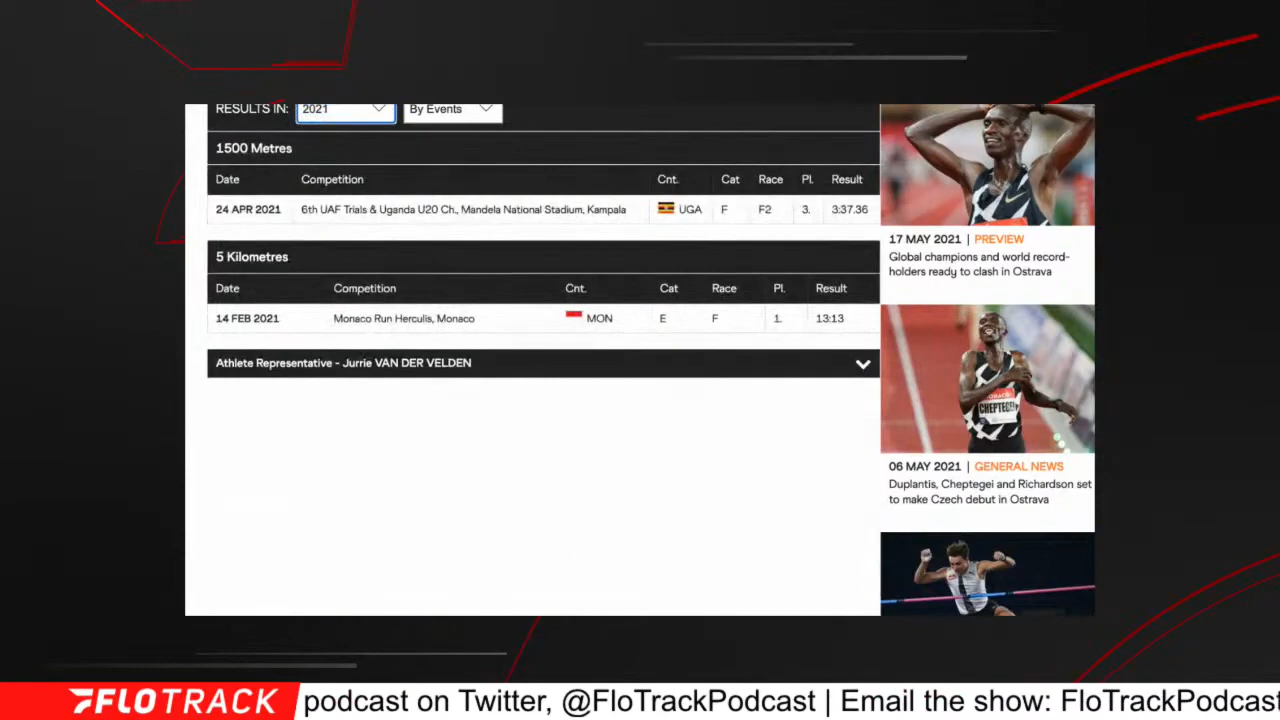 RESULTS IN: 2021 By Events
1500 Metres
Date Competition Cnt. Cat Race Pl. Result
24 APR 2021 6th UAF Trials & Uganda U20 Ch., Mandela National Stadium, Kampala UGA F F2 3. 3:37.36
5 Kilometres
Date Competition Cnt. Cat Race Pl. Result
14 FEB 2021 Monaco Run Herculis, Monaco MON E F 1. 13:13
Athlete Representative - Jurrie VAN DER VELDEN
17 MAY 2021 | PREVIEW
Global champions and world record-
holders ready to clash in Ostrava
CHEPTEGEI
06 MAY 2021 | GENERAL NEWS
Duplantis, Cheptegei and Richardson set
to make Czech debut in Ostrava
FLOTRACK podcast on Twitter, @FloTrackPodcast | Email the show: FloTrackPodcast